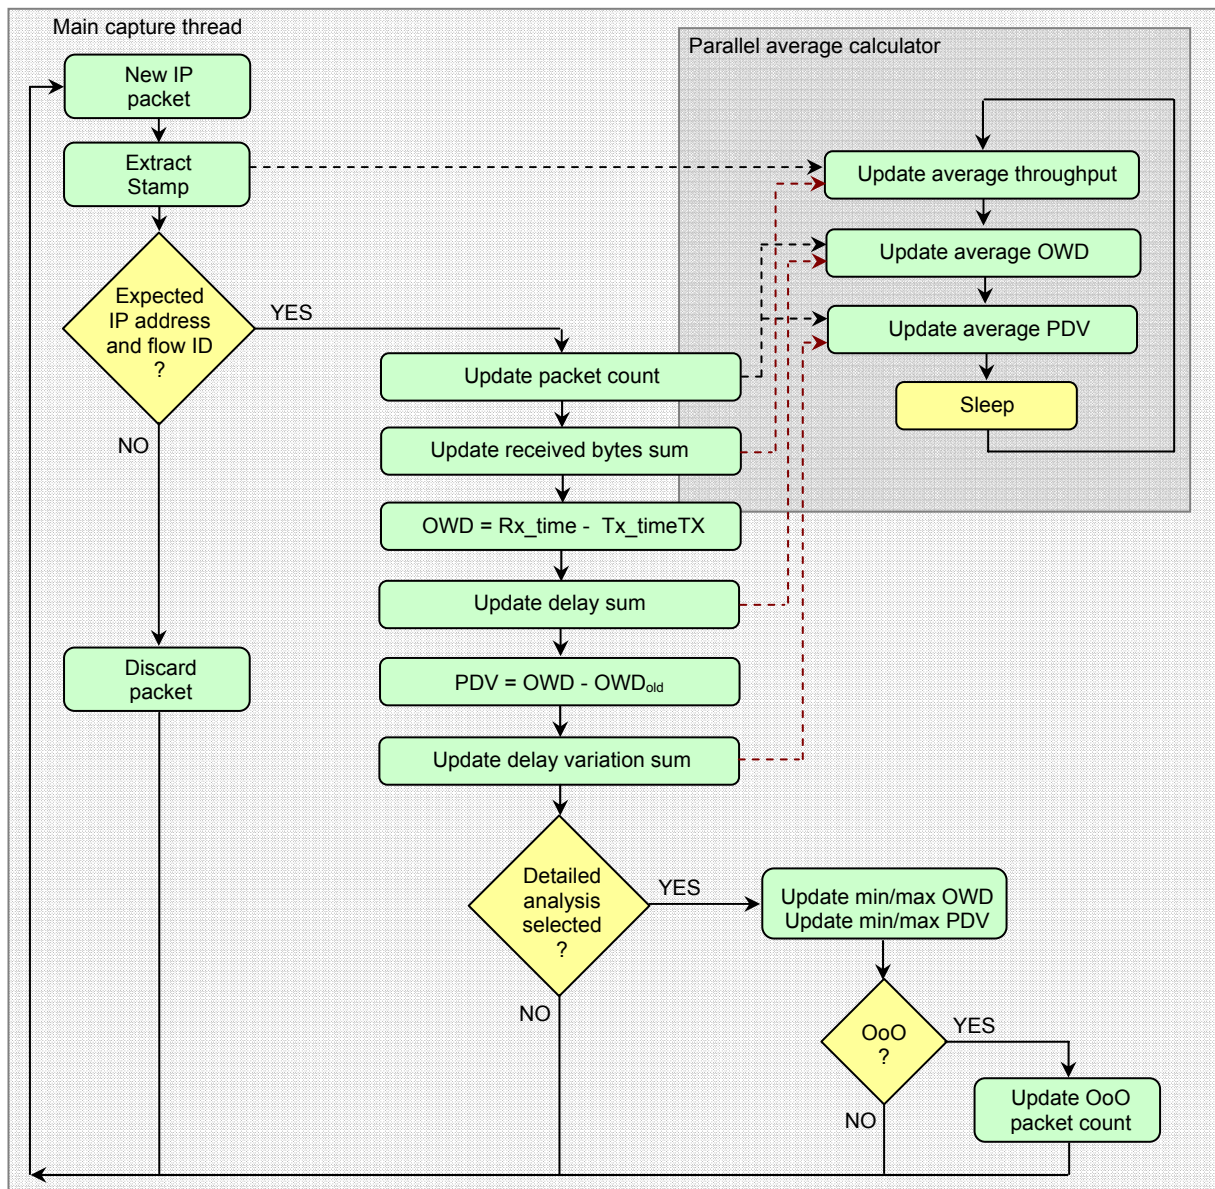 Main capture thread
Parallel average calculator
New IP
packet
Extract
Stamp
Update average throughput
Update average OWD
Expected
IP address
and flow ID
?
YES
NO
Update average PDV
Update packet count
Sleep
Update received bytes sum
OWD = Rx_time - Tx_timeTX
Update delay sum
Discard
packet
PDV = OWD - OWDold
Update delay variation sum
Detailed
analysis
selected
?
YES
NO
Update min/max OWD
Update min/max PDV
OoO
?
YES
NO
Update OoO
packet count